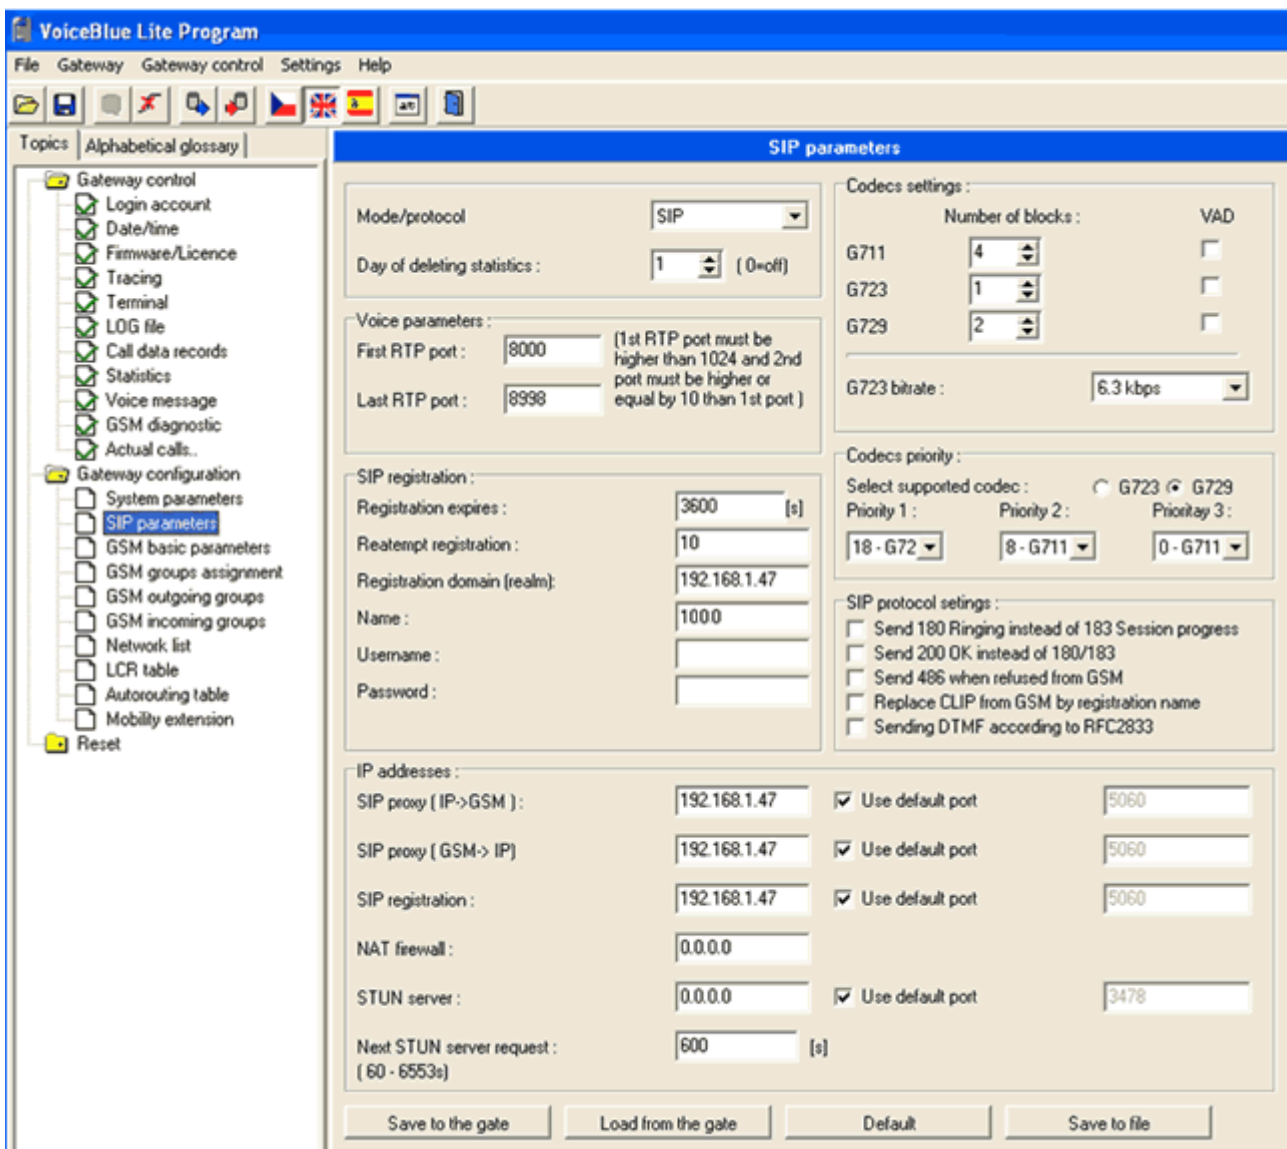 VoiceBlue Lite Program
File Gateway Gateway control Settings Help
Topics Alphabetical glossary
Gateway control
Login account
Date/time
Firmware/Licence
Tracing
Terminal
LOG file
Call data records
Statistics
Voice message
GSM diagnostic
Actual calls..
Gateway configuration
System parameters
SIP parameters
GSM basic parameters
GSM groups assignment
GSM outgoing groups
GSM incoming groups
Network list
LCR table
Autorouting table
Mobility extension
Reset
SIP parameters
Mode/protocol SIP
Day of deleting statistics : 1 ( 0=off)
Voice parameters :
First RTP port : 8000
Last RTP port : 8998
(1st RTP port must be
higher than 1024 and 2nd
port must be higher or
equal by 10 than 1st port )
SIP registration :
Registration expires : 3600 [s]
Reatempt registration : 10
Registration domain (realm): 192.168.1.47
Name : 1000
Username :
Password :
Codecs settings :
Number of blocks : VAD
G711 4
G723 1
G729 2
G723 bitrate : 6.3 kbps
Codecs priority :
Select supported codec : G723 G729
Priority 1 : Priority 2 : Prioritay 3 :
18 - G72 8 - G711 0 - G711
SIP protocol setings :
Send 180 Ringing instead of 183 Session progress
Send 200 OK instead of 180/183
Send 486 when refused from GSM
Replace CLIP from GSM by registration name
Sending DTMF according to RFC2833
IP addresses :
SIP proxy ( IP->GSM ) : 192.168.1.47 Use default port 5060
SIP proxy ( GSM-> IP) 192.168.1.47 Use default port 5060
SIP registration : 192.168.1.47 Use default port 5060
NAT firewall : 0.0.0.0
STUN server : 0.0.0.0 Use default port 3478
Next STUN server request : 600 [s]
( 60 - 6553s)
Save to the gate Load from the gate Default Save to file